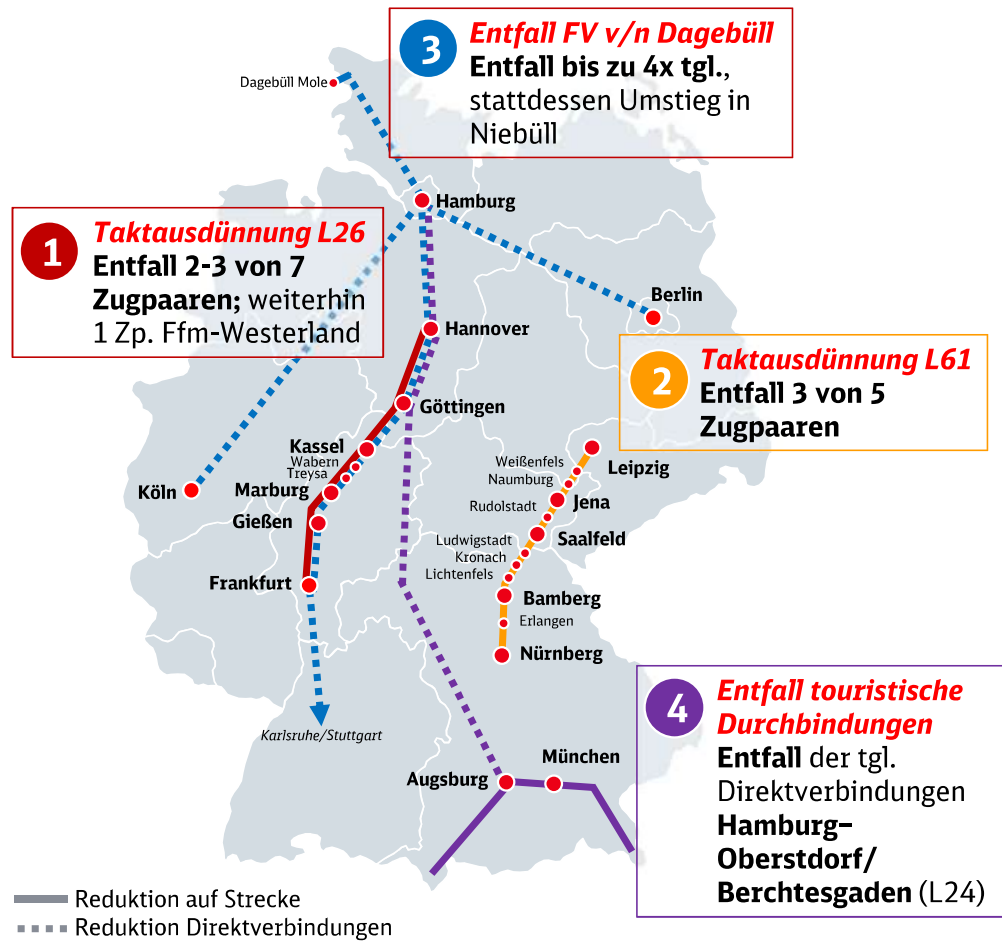 3
Entfall FV v/n Dagebüll
Entfall bis zu 4x tgl.,
stattdessen Umstieg in
Niebüll
Dagebüll Mole
Hamburg
1
Taktausdünnung L26
Entfall 2-3 von 7
Zugpaaren; weiterhin
1 Zp. Ffm-Westerland
Berlin
Hannover
2
Taktausdünnung L61
Entfall 3 von 5
Zugpaaren
Göttingen
Kassel
Wabern
Treysa
Marburg
Gießen
Köln
Frankfurt
Leipzig
Weißenfels
Naumburg
Jena
Rudolstadt
Saalfeld
Ludwigstadt
Kronach
Lichtenfels
Bamberg
Erlangen
Nürnberg
Karlsruhe/Stuttgart
Augsburg
München
4
Entfall touristische
Durchbindungen
Entfall der tgl.
Direktverbindungen
Hamburg–
Oberstdorf/
Berchtesgaden (L24)
Reduktion auf Strecke
Reduktion Direktverbindungen